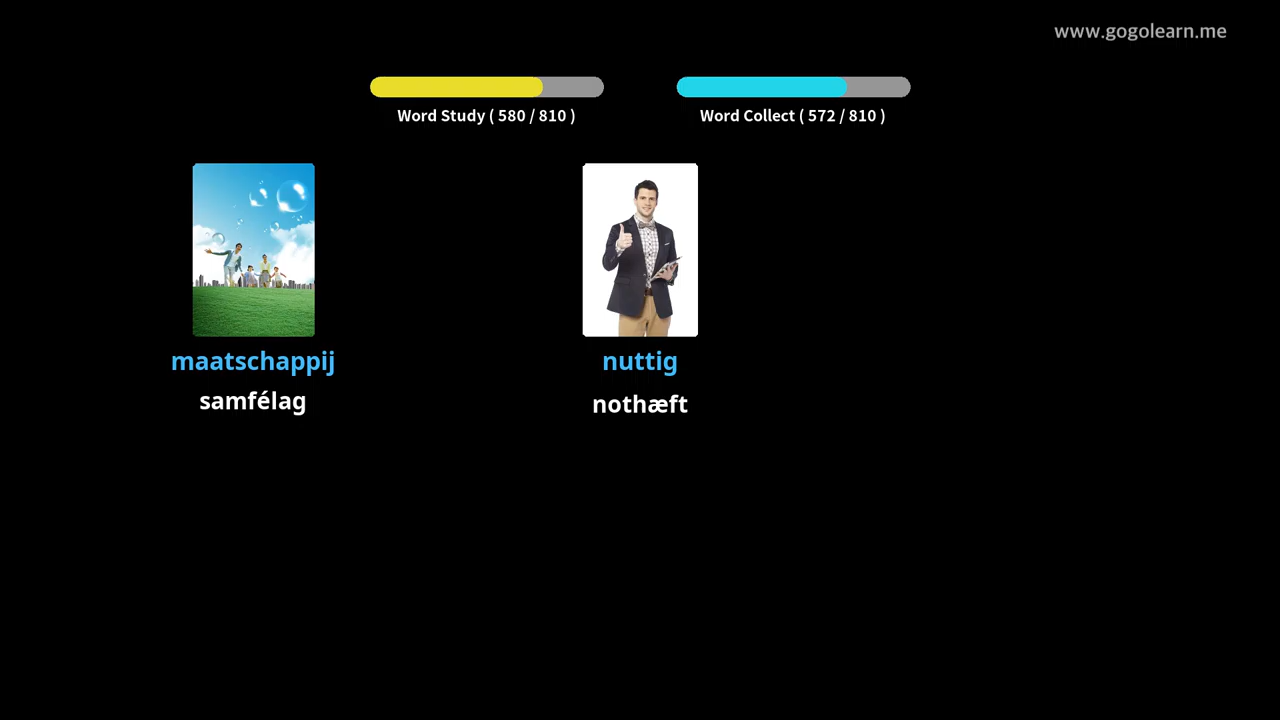 www.gogolearn.me
Word Study ( 580 / 810 )
Word Collect ( 572 / 810 )
maatschappij
nuttig
samfélag
nothæft